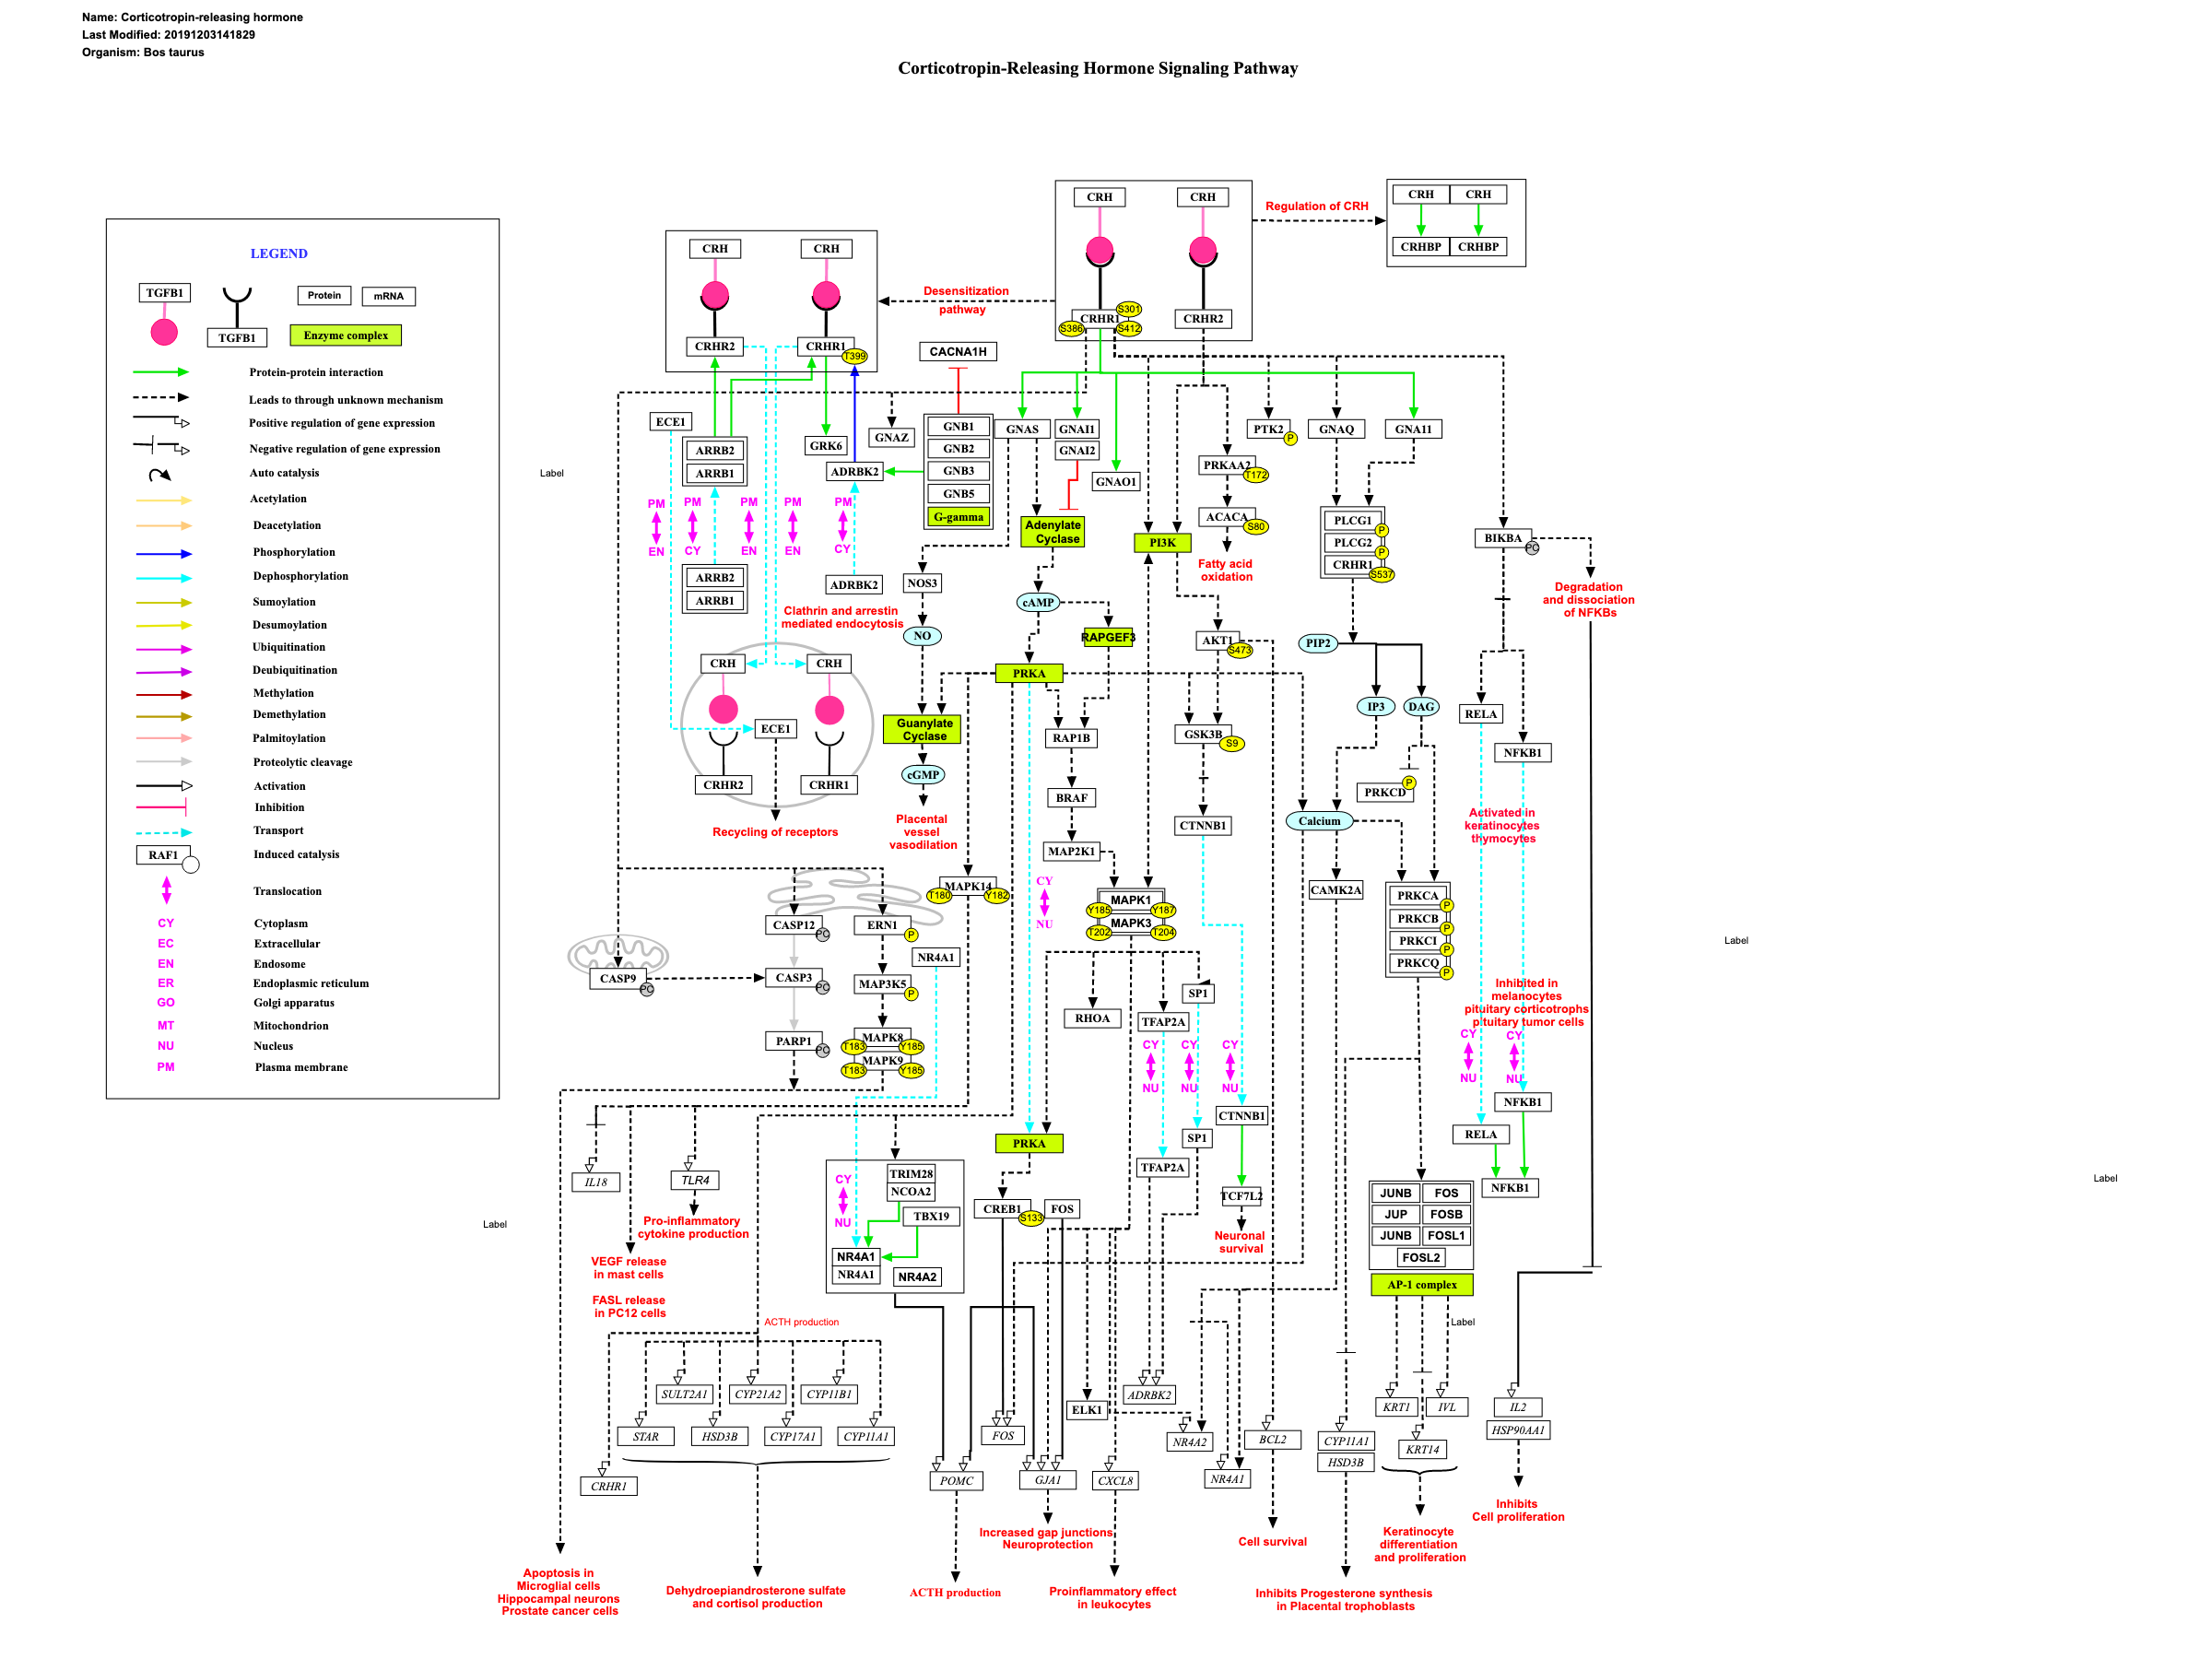 Name: Corticotropin-releasing hormone
Last Modified: 20191203141829
Organism: Bos taurus
Corticotropin-Releasing Hormone Signaling Pathway
LEGEND
TGFB1
TGFB1
Protein
mRNA
Enzyme complex
Protein-protein interaction
Leads to through unknown mechanism
Positive regulation of gene expression
Negative regulation of gene expression
Auto catalysis
Acetylation
Deacetylation
Phosphorylation
Dephosphorylation
Sumoylation
Desumoylation
Ubiquitination
Deubiquitination
Methylation
Demethylation
Palmitoylation
Proteolytic cleavage
Activation
Inhibition
Transport
RAF1
Induced catalysis
Translocation
CY Cytoplasm
EC Extracellular
EN Endosome
ER Endoplasmic reticulum
GO Golgi apparatus
MT Mitochondrion
NU Nucleus
PM Plasma membrane
CRH CRH
CRHR1 S301 S386 S412
CRHR2
Regulation of CRH
CRH CRH
CRHBP CRHBP
Desensitization
pathway
CRH CRH
CRHR2 CRHR1 T399
CACNA1H
ECE1
ARRB2
ARRB1
GRK6
GNAZ
ADRBK2
GNB1
GNB2
GNB3
GNB5
G-gamma
GNAS
GNAI1
GNAI2
GNAO1
PTK2 P
GNAQ
GNA11
PRKAA2 T172
ACACA S80
Fatty acid
oxidation
Adenylate
Cyclase
PI3K
PLCG1 P
PLCG2 P
CRHR1 S537
BIKBA PC
Degradation
and dissociation
of NFKBs
PM PM PM PM PM
EN CY EN EN CY
ARRB2
ARRB1
ADRBK2
Clathrin and arrestin
mediated endocytosis
NOS3
NO
cAMP
RAPGEF3
AKT1 S473
PIP2
IP3 DAG
CRH CRH
ECE1
CRHR2 CRHR1
Recycling of receptors
PRKA
Guanylate
Cyclase
cGMP
Placental
vessel
vasodilation
RAP1B
BRAF
MAP2K1
GSK3B S9
CTNNB1
PRKCD P
Calcium
CAMK2A
RELA
NFKB1
Activated in
keratinocytes
thymocytes
Inhibited in
melanocytes
pituitary corticotrophs
pituitary tumor cells
MAPK14 T180 Y182
CY
NU
MAPK1 Y185 Y187
MAPK3 T202 T204
PRKCA P
PRKCB P
PRKCI P
PRKCQ P
CASP12 PC
ERN1 P
NR4A1
CASP9 PC
CASP3 PC
MAP3K5 P
PARP1 PC
MAPK8 T183 Y185
MAPK9 T183 Y185
RHOA
TFAP2A
SP1
CY CY CY CY CY
NU NU NU NU NU
CTNNB1
SP1
TFAP2A
TCF7L2
Neuronal
survival
NFKB1
RELA
NFKB1
PRKA
IL18
TLR4
Pro-inflammatory
cytokine production
VEGF release
in mast cells
FASL release
in PC12 cells
TRIM28
NCOA2
TBX19
CY
NU
NR4A1
NR4A1
NR4A2
CREB1 S133
FOS
JUNB FOS
JUP FOSB
JUNB FOSL1
FOSL2
AP-1 complex
ACTH production
SULT2A1 CYP21A2 CYP11B1
STAR HSD3B CYP17A1 CYP11A1
CRHR1
FOS
ELK1
ADRBK2
NR4A2
NR4A1
BCL2
CYP11A1
HSD3B
KRT1 IVL
KRT14
IL2
HSP90AA1
POMC
GJA1
CXCL8
Increased gap junctions
Neuroprotection
Cell survival
Keratinocyte
differentiation
and proliferation
Inhibits
Cell proliferation
Apoptosis in
Microglial cells
Hippocampal neurons
Prostate cancer cells
Dehydroepiandrosterone sulfate
and cortisol production
ACTH production
Proinflammatory effect
in leukocytes
Inhibits Progesterone synthesis
in Placental trophoblasts
Label
Label
Label
Label
Label